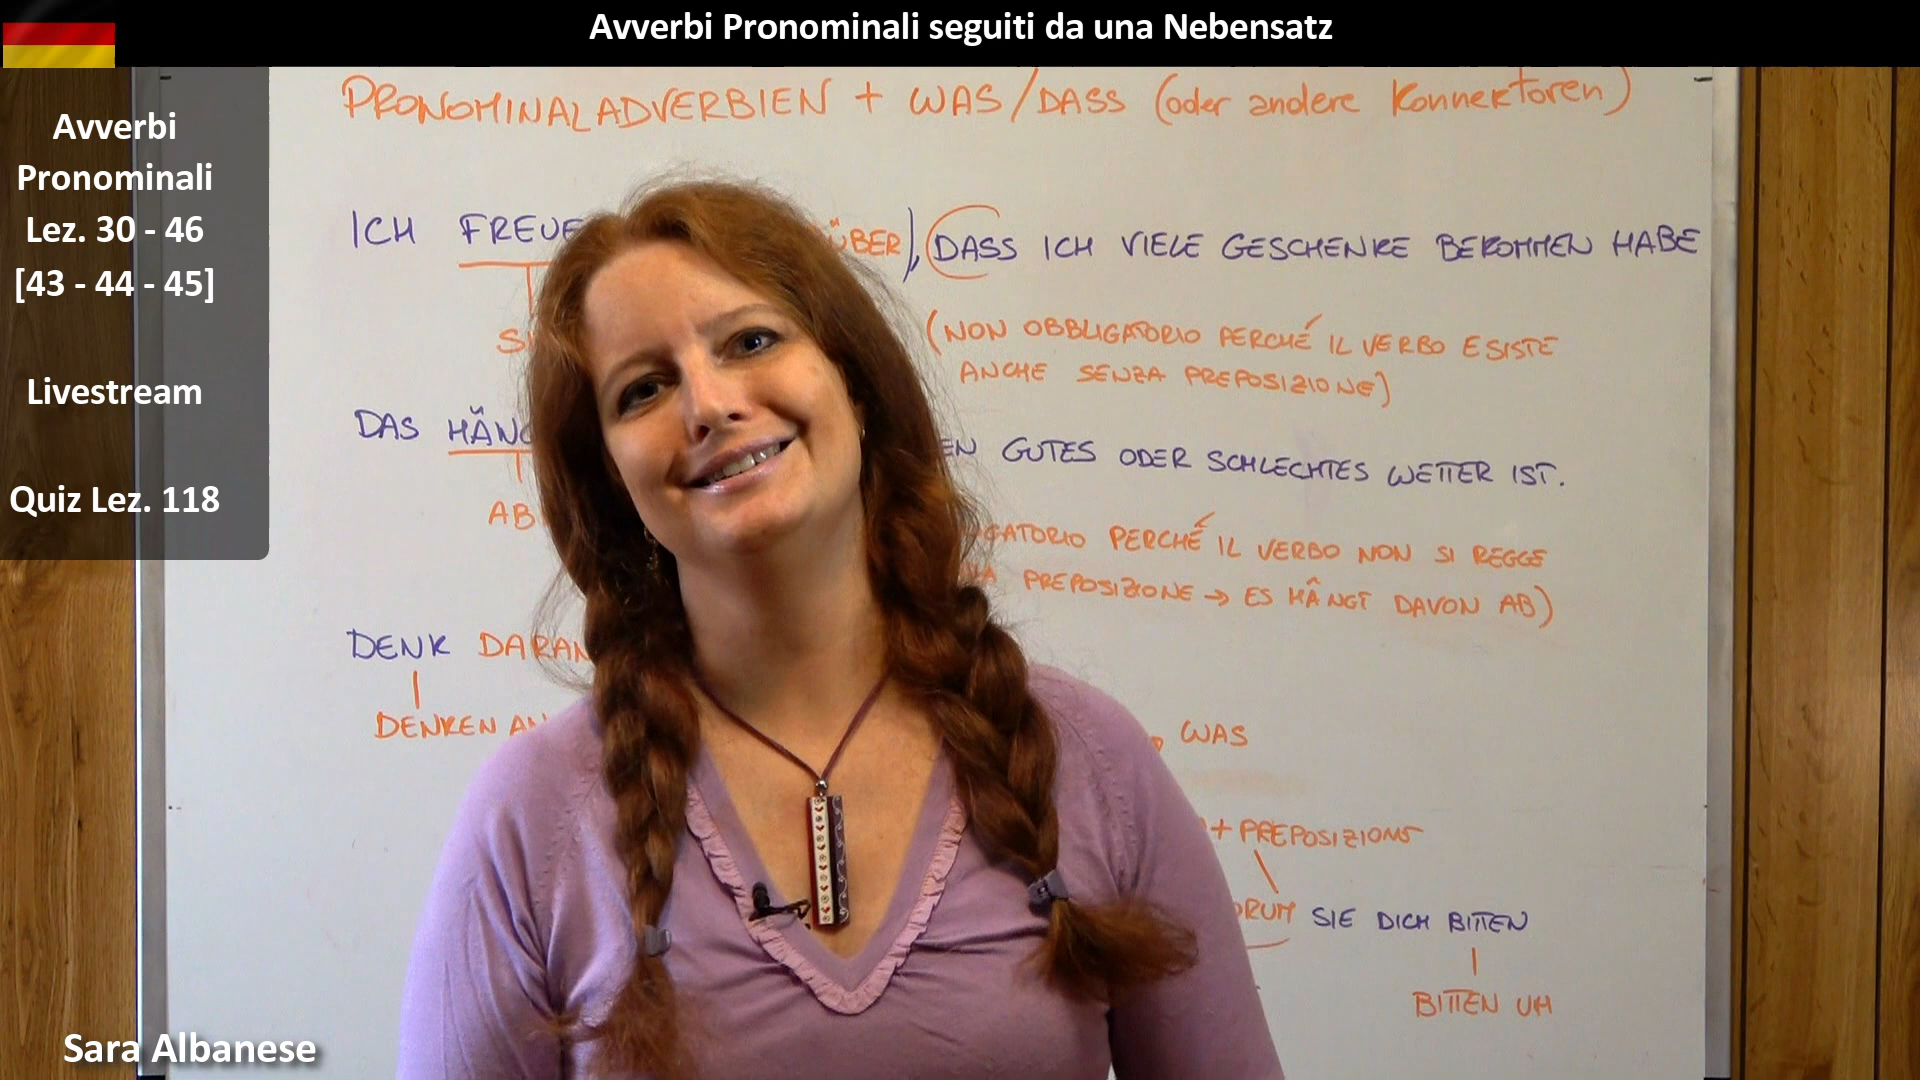 Avverbi Pronominali seguiti da una Nebensatz
Avverbi
Pronominali
Lez. 30 - 46
[43 - 44 - 45]
Livestream
Quiz Lez. 118
PRONOMINALADVERBIEN + WAS/DASS (oder andere Konnektoren)
ICH FREUE ÜBER), DASS ICH VIELE GESCHENKE BEKOMMEN HABE
(NON OBBLIGATORIO PERCHÉ IL VERBO ESISTE
ANCHE SENZA PREPOSIZIONE)
DAS HÄNG GUTES ODER SCHLECHTES WETTER IST.
AB
GATORIO PERCHÉ IL VERBO NON SI REGGE
PREPOSIZIONE → ES HÄNGT DAVON AB)
DENK DARAN
DENKEN AN
WAS
+ PREPOSIZIONE
ORUM SIE DICH BITTEN
BITTEN UM
Sara Albanese